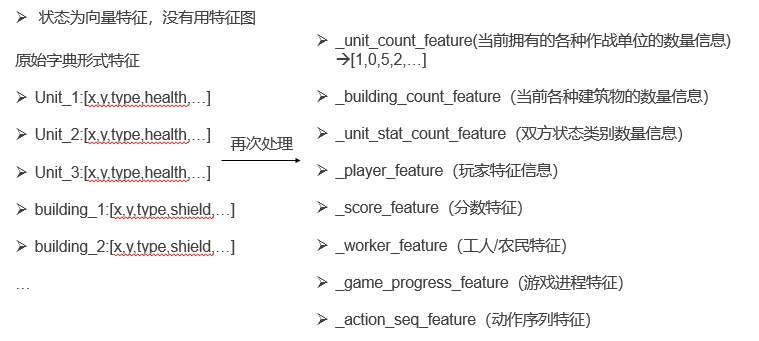 ➢ 状态为向量特征，没有用特征图
原始字典形式特征
➢ Unit_1:[x,y,type,health,…]
➢ Unit_2:[x,y,type,health,…]
➢ Unit_3:[x,y,type,health,…]
➢ building_1:[x,y,type,shield,…]
➢ building_2:[x,y,type,shield,…]
…
再次处理
➢ _unit_count_feature(当前拥有的各种作战单位的数量信息)
→[1,0,5,2,…]
➢ _building_count_feature（当前各种建筑物的数量信息）
➢ _unit_stat_count_feature（双方状态类别数量信息）
➢ _player_feature（玩家特征信息）
➢ _score_feature（分数特征）
➢ _worker_feature（工人/农民特征）
➢ _game_progress_feature（游戏进程特征）
➢ _action_seq_feature（动作序列特征）